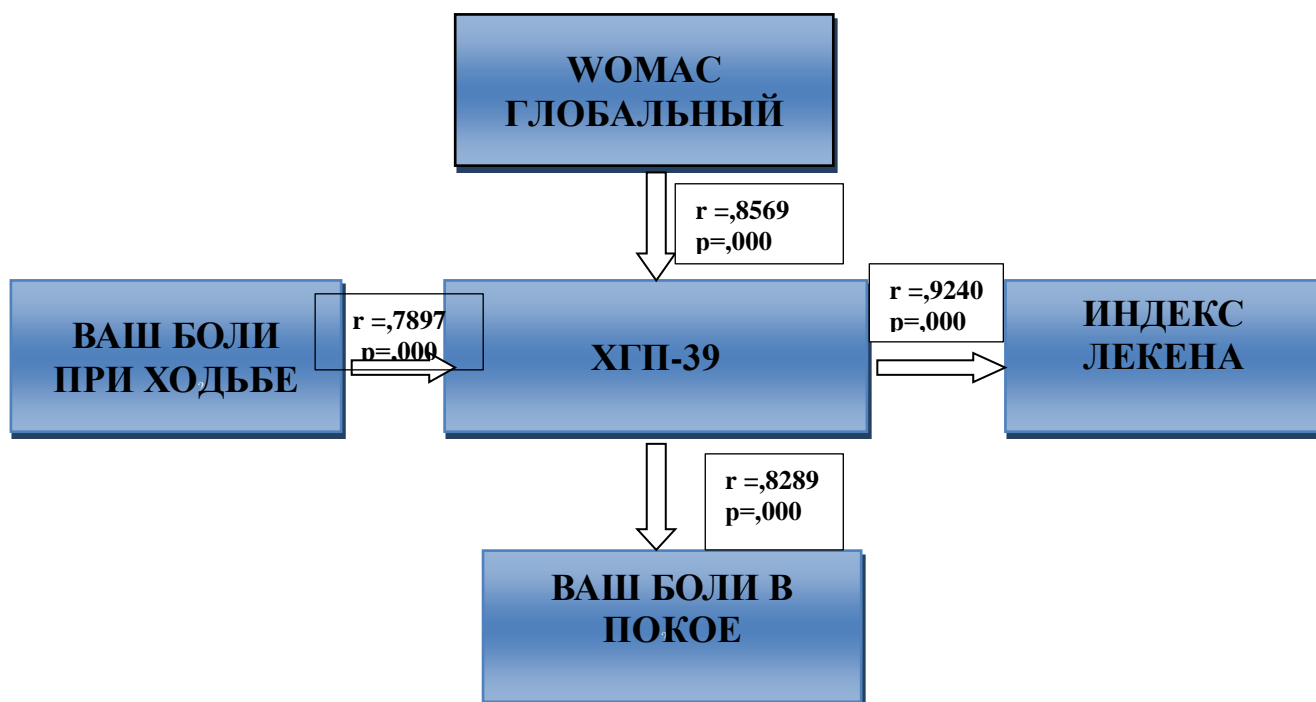 WOMAC
ГЛОБАЛЬНЫЙ
r =,8569
p=,000
ВАШ БОЛИ
ПРИ ХОДЬБЕ
r =,7897
p=,000
ХГП-39
r =,9240
p=,000
ИНДЕКС
ЛЕКЕНА
r =,8289
p=,000
ВАШ БОЛИ В
ПОКОЕ